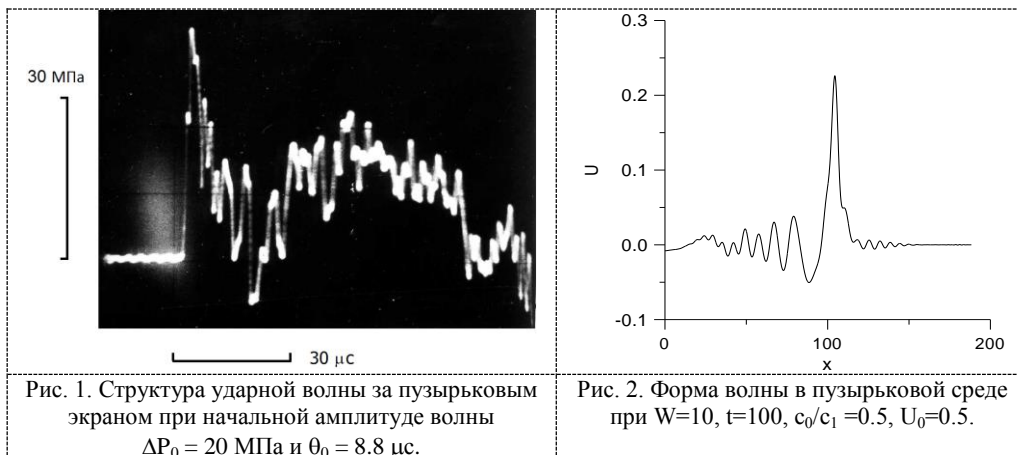 30 МПа
30 μс
Рис. 1. Структура ударной волны за пузырьковым
экраном при начальной амплитуде волны
ΔP₀ = 20 МПа и θ₀ = 8.8 μс.
0.3
0.2
0.1
0.0
-0.1
U
0
100
200
x
Рис. 2. Форма волны в пузырьковой среде
при W=10, t=100, c₀/c₁ =0.5, U₀=0.5.